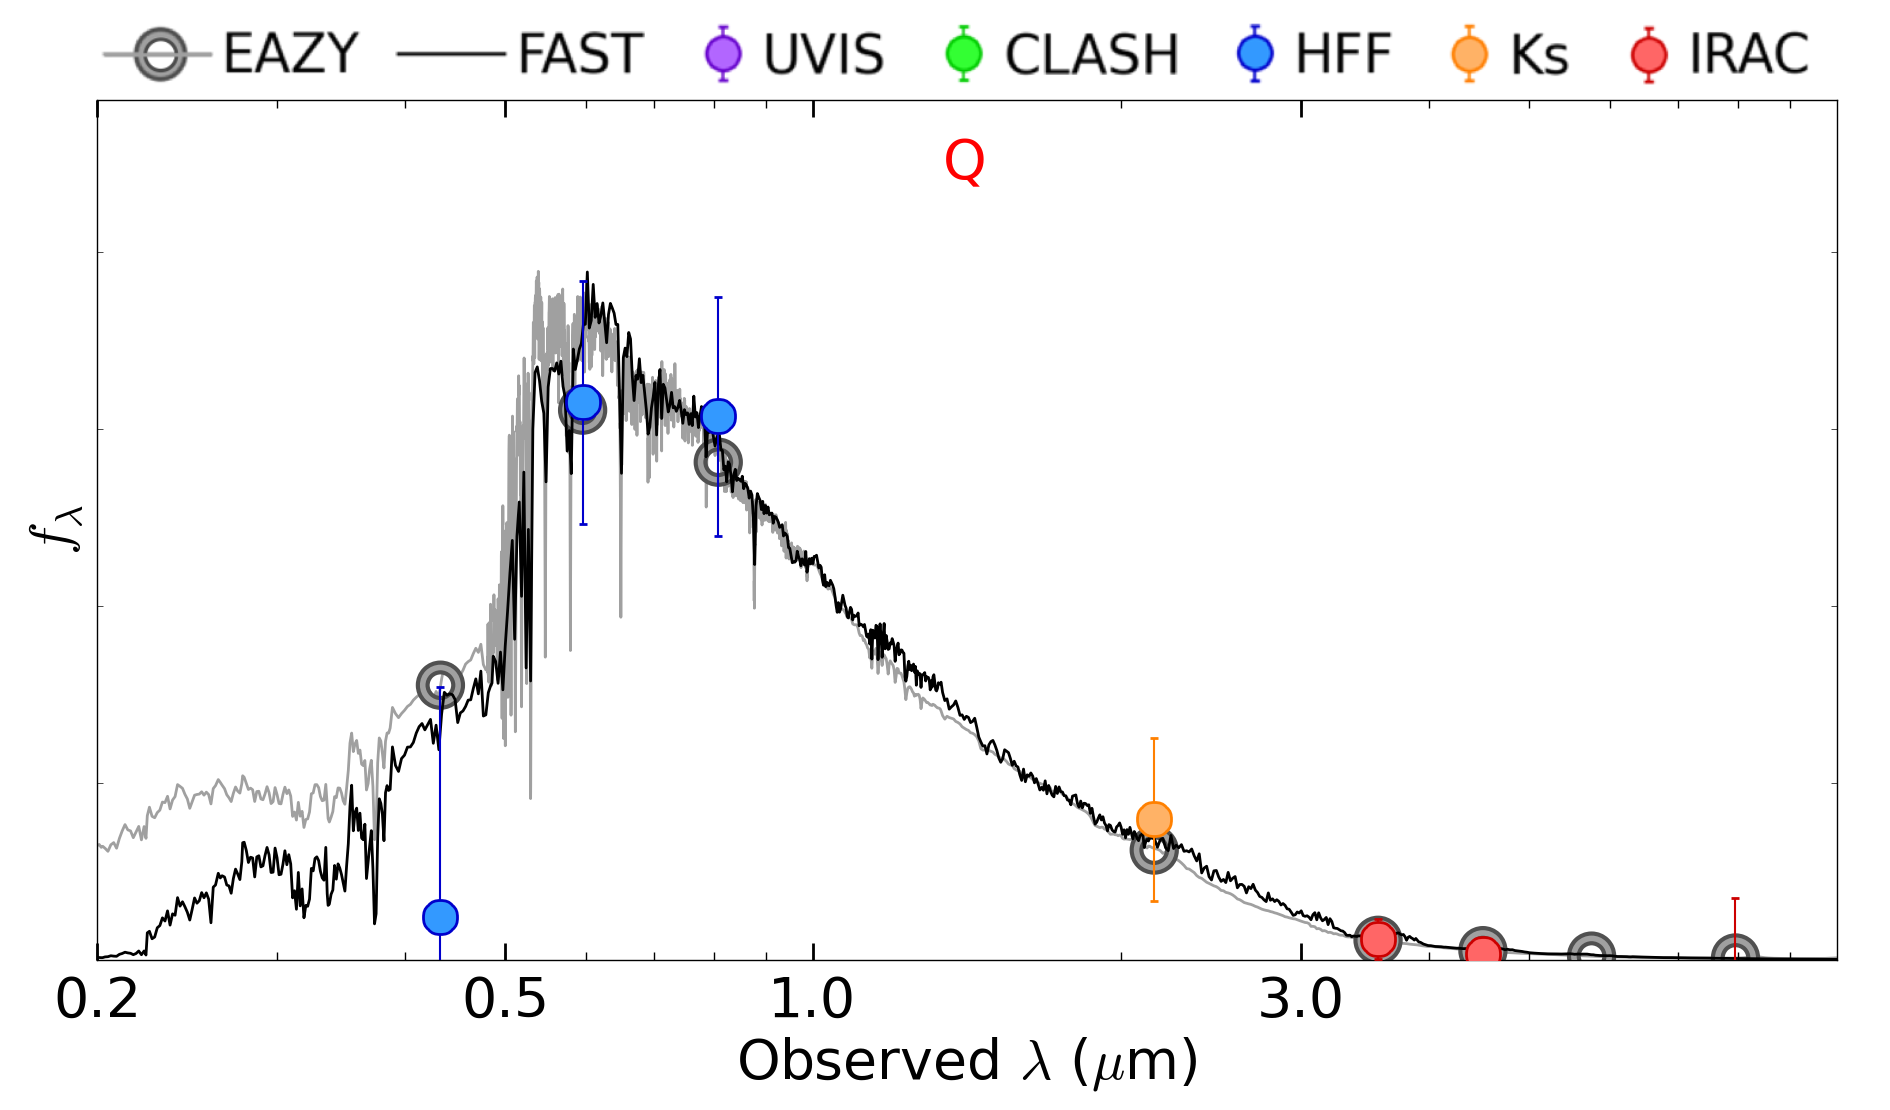 EAZY FAST UVIS CLASH HFF Ks IRAC
Q
f_λ
0.2 0.5 1.0 3.0
Observed λ (μm)